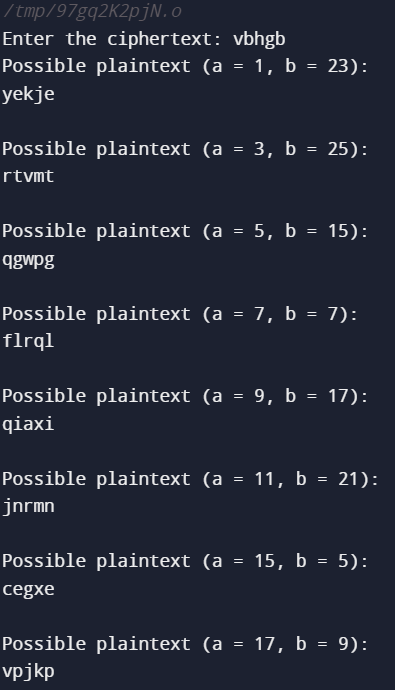 /tmp/97gq2K2pjN.o
Enter the ciphertext: vbhgb
Possible plaintext (a = 1, b = 23):
yekje
Possible plaintext (a = 3, b = 25):
rtvmt
Possible plaintext (a = 5, b = 15):
qgwpg
Possible plaintext (a = 7, b = 7):
flrql
Possible plaintext (a = 9, b = 17):
qiaxi
Possible plaintext (a = 11, b = 21):
jnrmn
Possible plaintext (a = 15, b = 5):
cegxe
Possible plaintext (a = 17, b = 9):
vpjkp